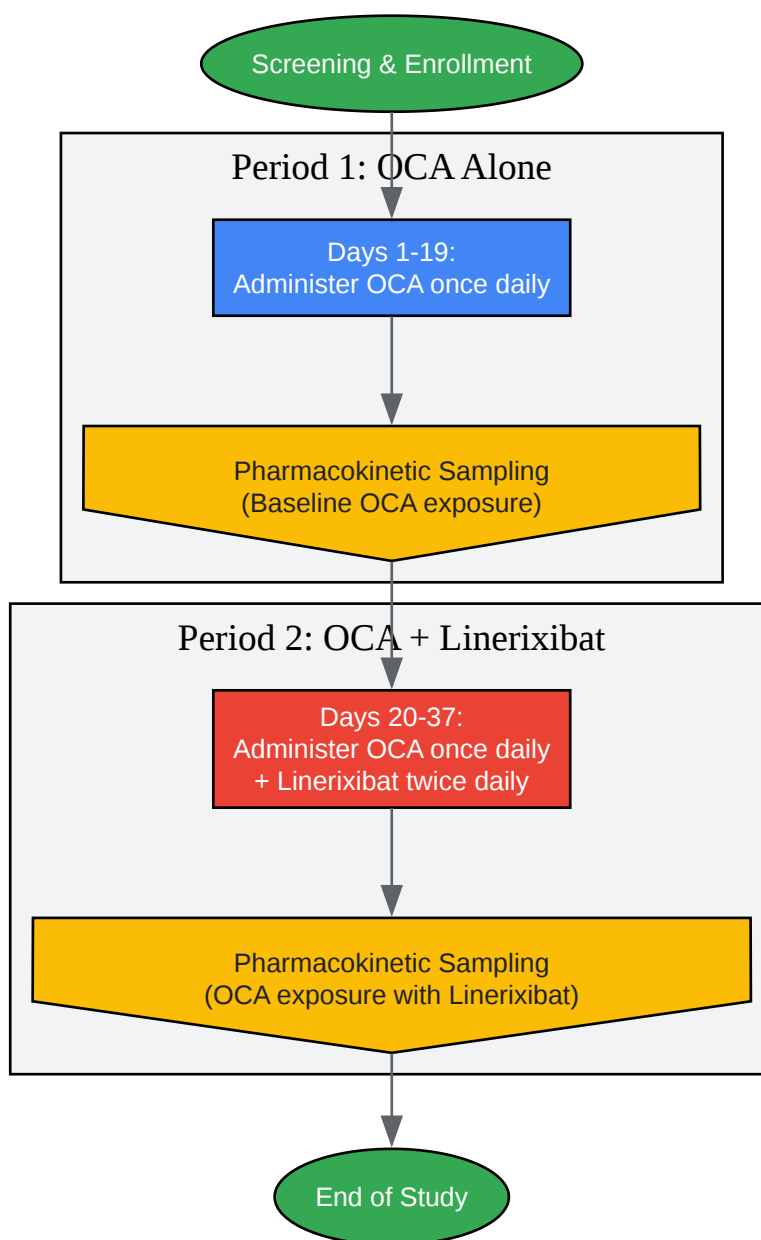 Screening & Enrollment
Period 1: OCA Alone
Days 1-19:
Administer OCA once daily
Pharmacokinetic Sampling
(Baseline OCA exposure)
Period 2: OCA + Linerixibat
Days 20-37:
Administer OCA once daily
+ Linerixibat twice daily
Pharmacokinetic Sampling
(OCA exposure with Linerixibat)
End of Study